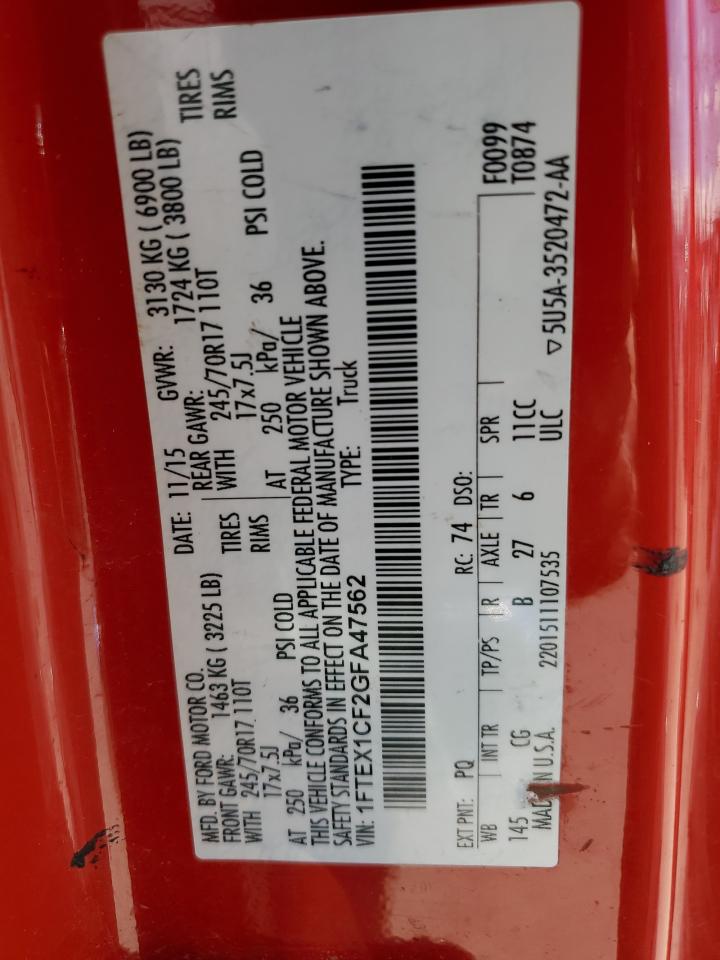 MFD. BY FORD MOTOR CO.
DATE: 11/15 GVWR: 3130 KG ( 6900 LB)
FRONT GAWR: 1463 KG ( 3225 LB)
REAR GAWR: 1724 KG ( 3800 LB)
WITH 245/70R17 110T TIRES
WITH 245/70R17 110T TIRES
17x7.5J RIMS
17x7.5J RIMS
AT 250 kPa/ 36 PSI COLD
AT 250 kPa/ 36 PSI COLD
THIS VEHICLE CONFORMS TO ALL APPLICABLE FEDERAL MOTOR VEHICLE
SAFETY STANDARDS IN EFFECT ON THE DATE OF MANUFACTURE SHOWN ABOVE.
VIN: 1FTEX1CF2GFA47562 TYPE: Truck
EXT PNT: PQ RC: 74 DSO:
WB INT TR TP/PS R AXLE TR SPR F0099
145 CG B 27 6 11CC T0874
ULC
MADE IN U.S.A. 2201511107535 ▽5U5A-3520472-AA